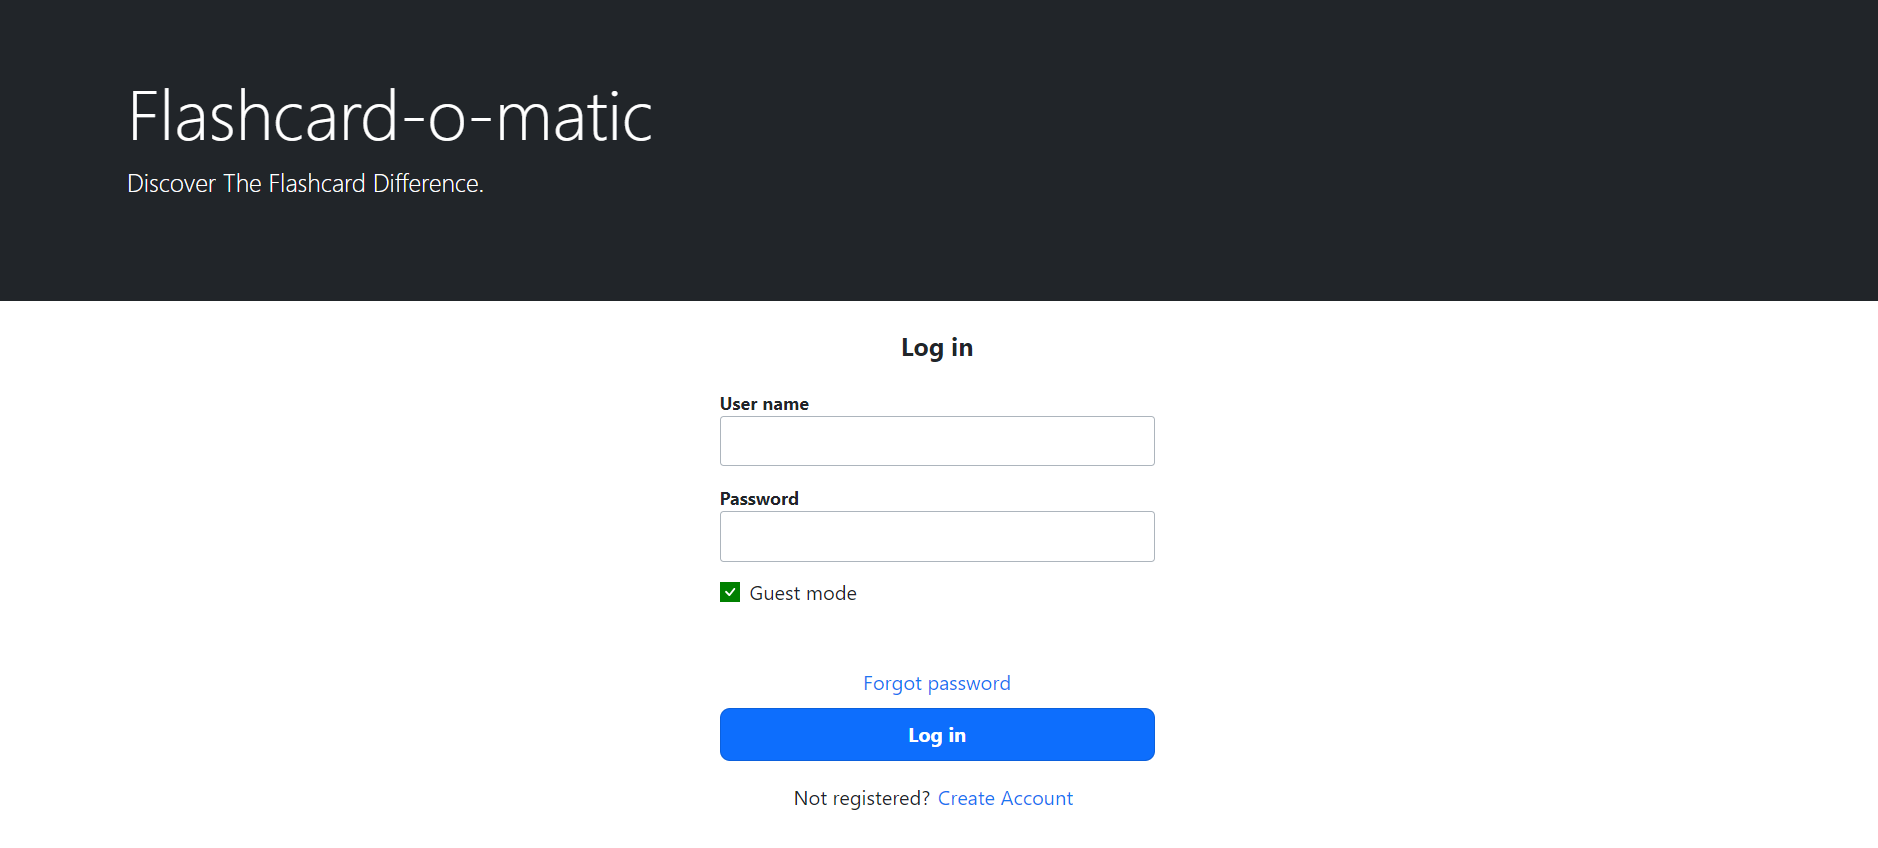 Flashcard-o-matic
Discover The Flashcard Difference.
Log in
User name
Password
Guest mode
Forgot password
Log in
Not registered? Create Account